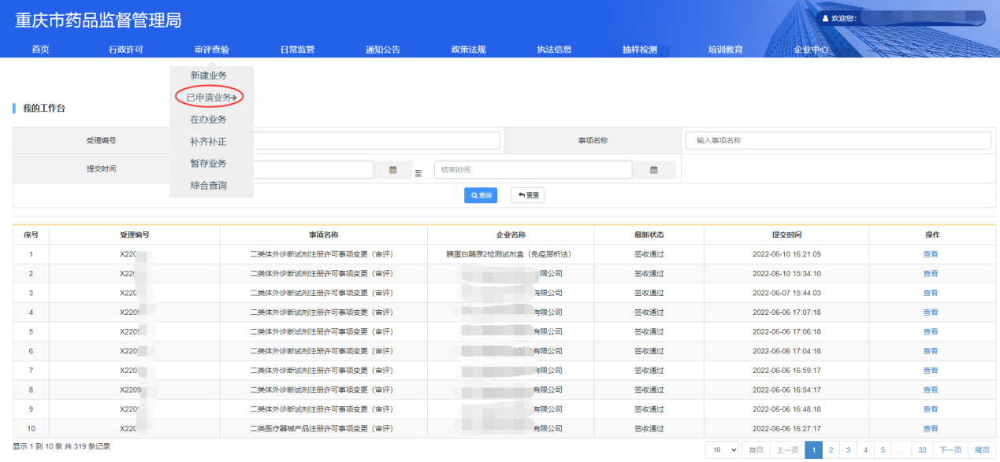 重庆市药品监督管理局
欢迎您:
首页 行政许可 审评查验 日常监管 通知公告 政策法规 执法信息 抽样检测 培训教育 企业中心
新建业务
已申请业务
在办业务
补齐补正
暂存业务
综合查询
我的工作台
受理编号 事项名称 输入事项名称
提交时间 至 结束时间
查询 重置
序号 受理编号 事项名称 企业名称 最新状态 提交时间 操作
1 X220 二类体外诊断试剂注册许可事项变更（审评） 胰蛋白酶原2检测试剂盒（免疫层析法） 签收通过 2022-06-10 16:21:09 查看
2 X22 二类体外诊断试剂注册许可事项变更（审评） 有限公司 签收通过 2022-06-10 15:34:10 查看
3 X220 二类体外诊断试剂注册许可事项变更（审评） 有限公司 签收通过 2022-06-07 15:44:03 查看
4 X2209 二类体外诊断试剂注册许可事项变更（审评） 有限公司 签收通过 2022-06-06 17:07:18 查看
5 X2209 二类体外诊断试剂注册许可事项变更（审评） 有限公司 签收通过 2022-06-06 17:06:18 查看
6 X220 二类体外诊断试剂注册许可事项变更（审评） 有限公司 签收通过 2022-06-06 17:04:18 查看
7 X220 二类体外诊断试剂注册许可事项变更（审评） 有限公司 签收通过 2022-06-06 16:59:17 查看
8 X2209 二类体外诊断试剂注册许可事项变更（审评） 有限公司 签收通过 2022-06-06 16:54:17 查看
9 X220 二类体外诊断试剂注册许可事项变更（审评） 有限公司 签收通过 2022-06-06 16:48:18 查看
10 X220 二类医疗器械产品注册许可事项变更（审评） 有限公司 签收通过 2022-06-06 16:27:17 查看
显示 1 到 10 条 共 319 条记录
10 首页 上一页 1 2 3 4 5 ... 32 下一页 尾页